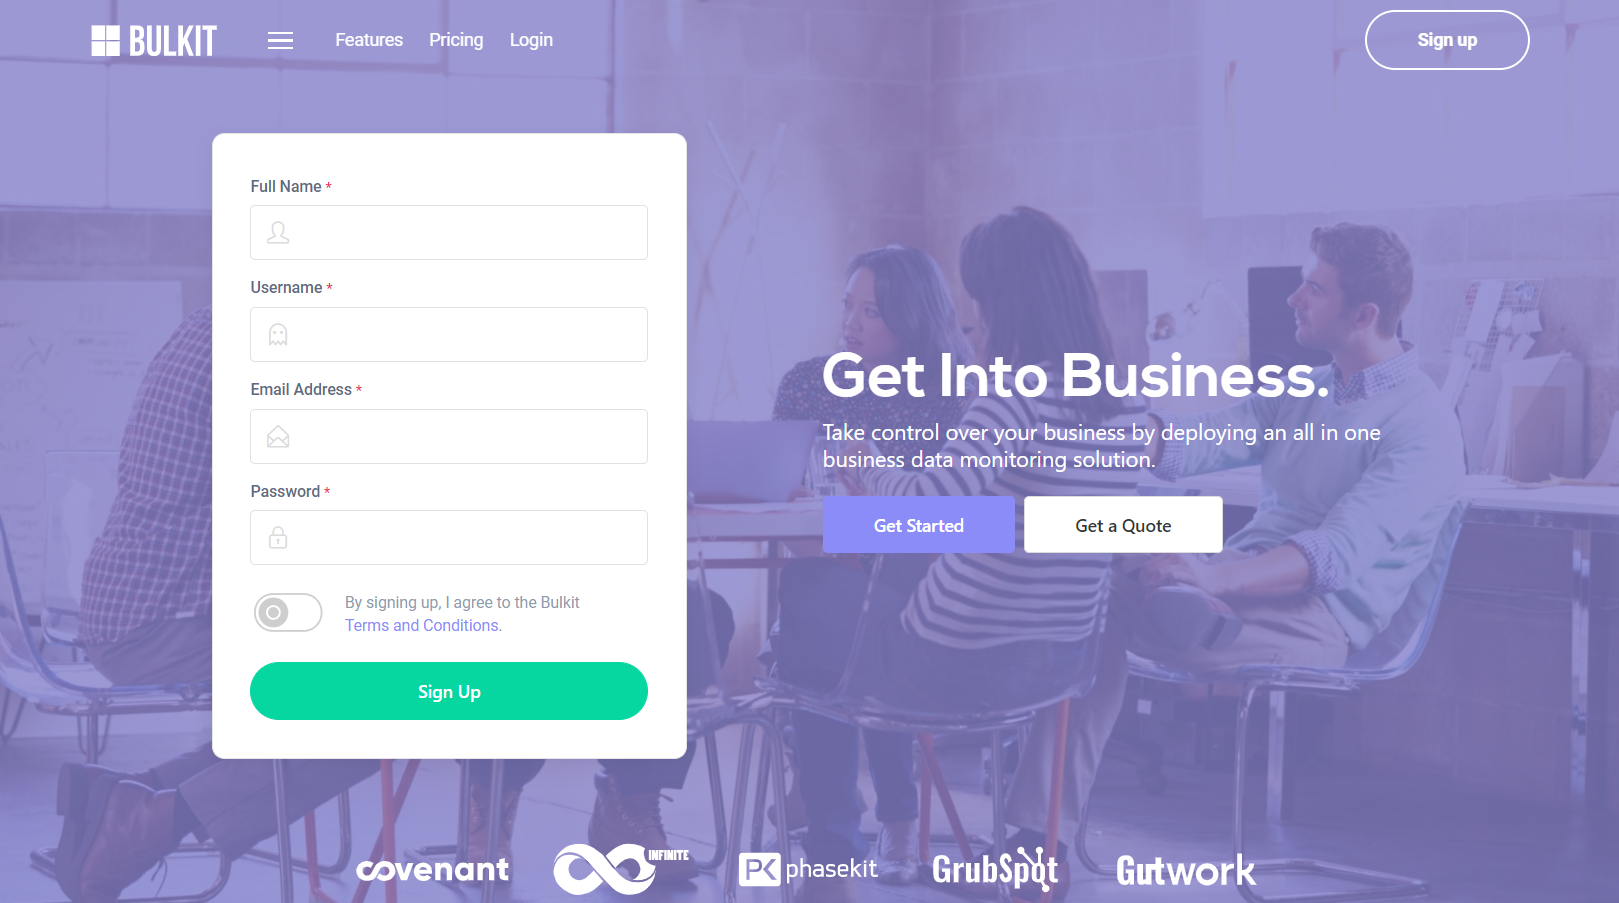 BULKIT
Features Pricing Login
Sign up
Full Name *
Username *
Email Address *
Password *
By signing up, I agree to the Bulkit
Terms and Conditions.
Sign Up
Get Into Business.
Take control over your business by deploying an all in one
business data monitoring solution.
Get Started
Get a Quote
covenant
INFINITE
PK phasekit
GrubSpot
Gutwork